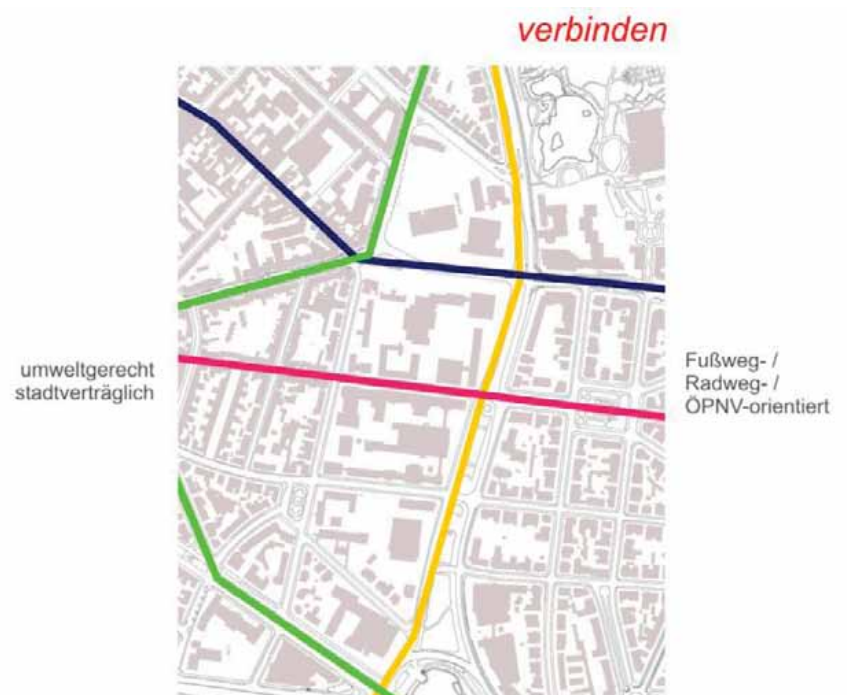 verbinden
umweltgerecht
stadtverträglich
Fußweg- /
Radweg- /
ÖPNV-orientiert